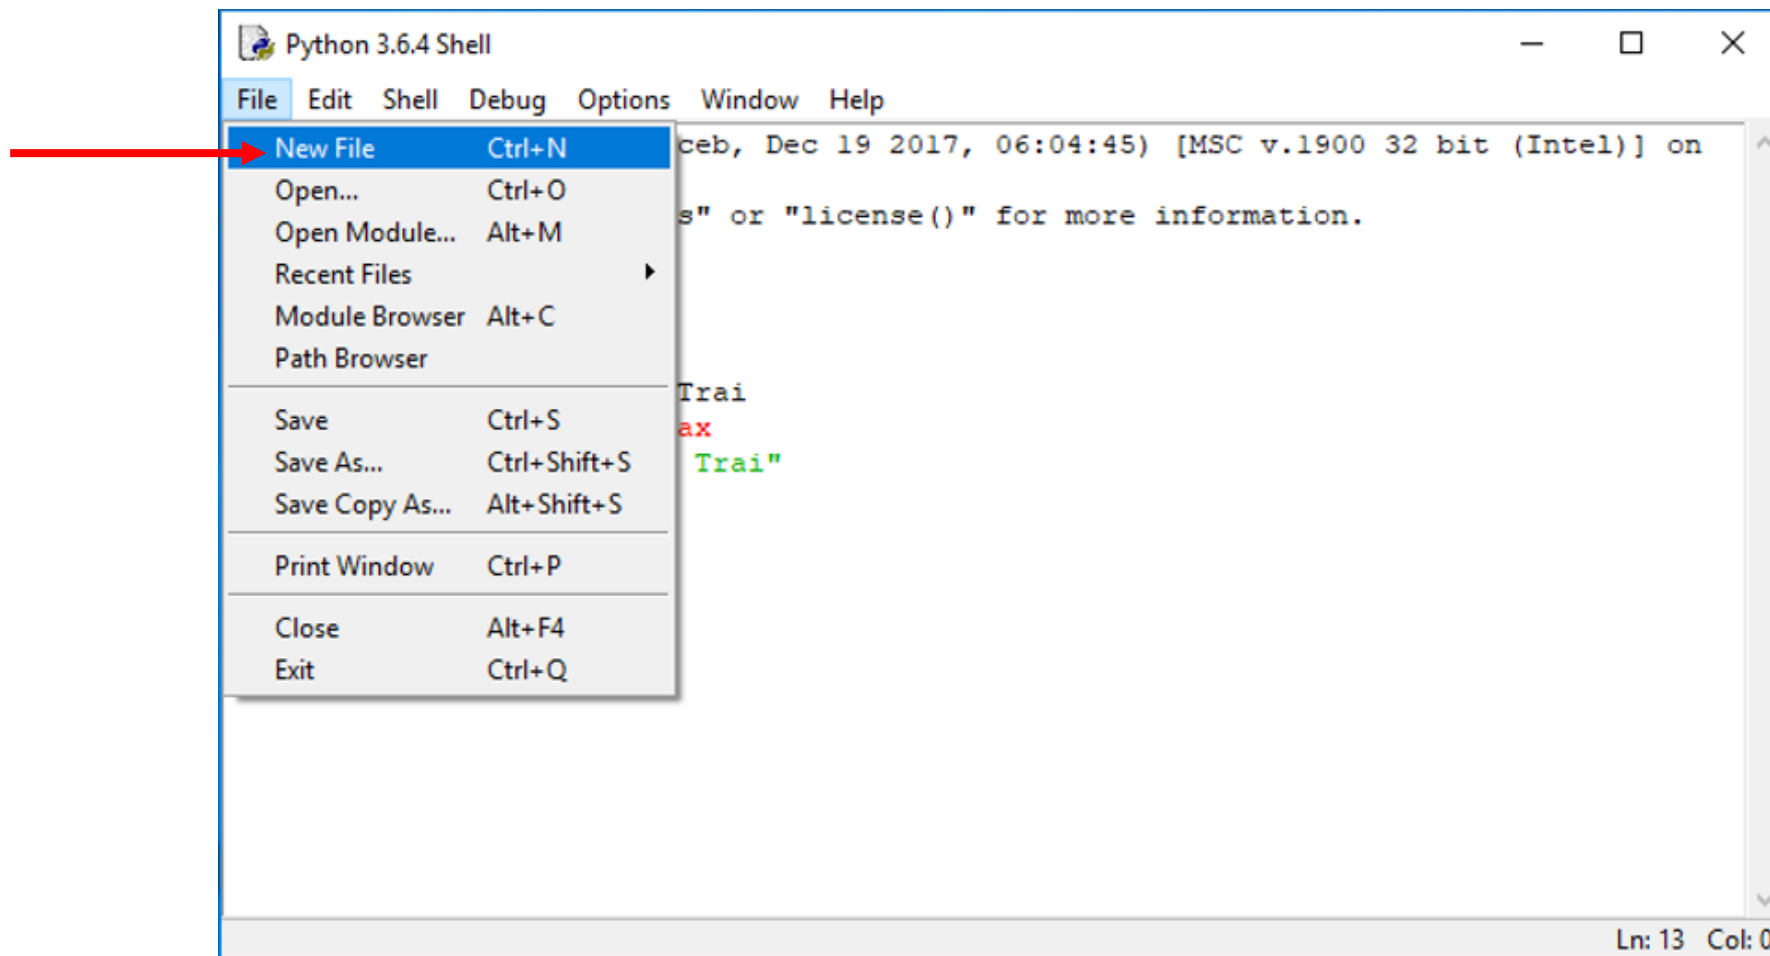 Python 3.6.4 Shell
File Edit Shell Debug Options Window Help
New File Ctrl+N
ceb, Dec 19 2017, 06:04:45) [MSC v.1900 32 bit (Intel)] on
Open... Ctrl+O
s" or "license()" for more information.
Open Module... Alt+M
Recent Files
Module Browser Alt+C
Path Browser
Trai
Save Ctrl+S
ax
Save As... Ctrl+Shift+S
Trai"
Save Copy As... Alt+Shift+S
Print Window Ctrl+P
Close Alt+F4
Exit Ctrl+Q
Ln: 13 Col: 0